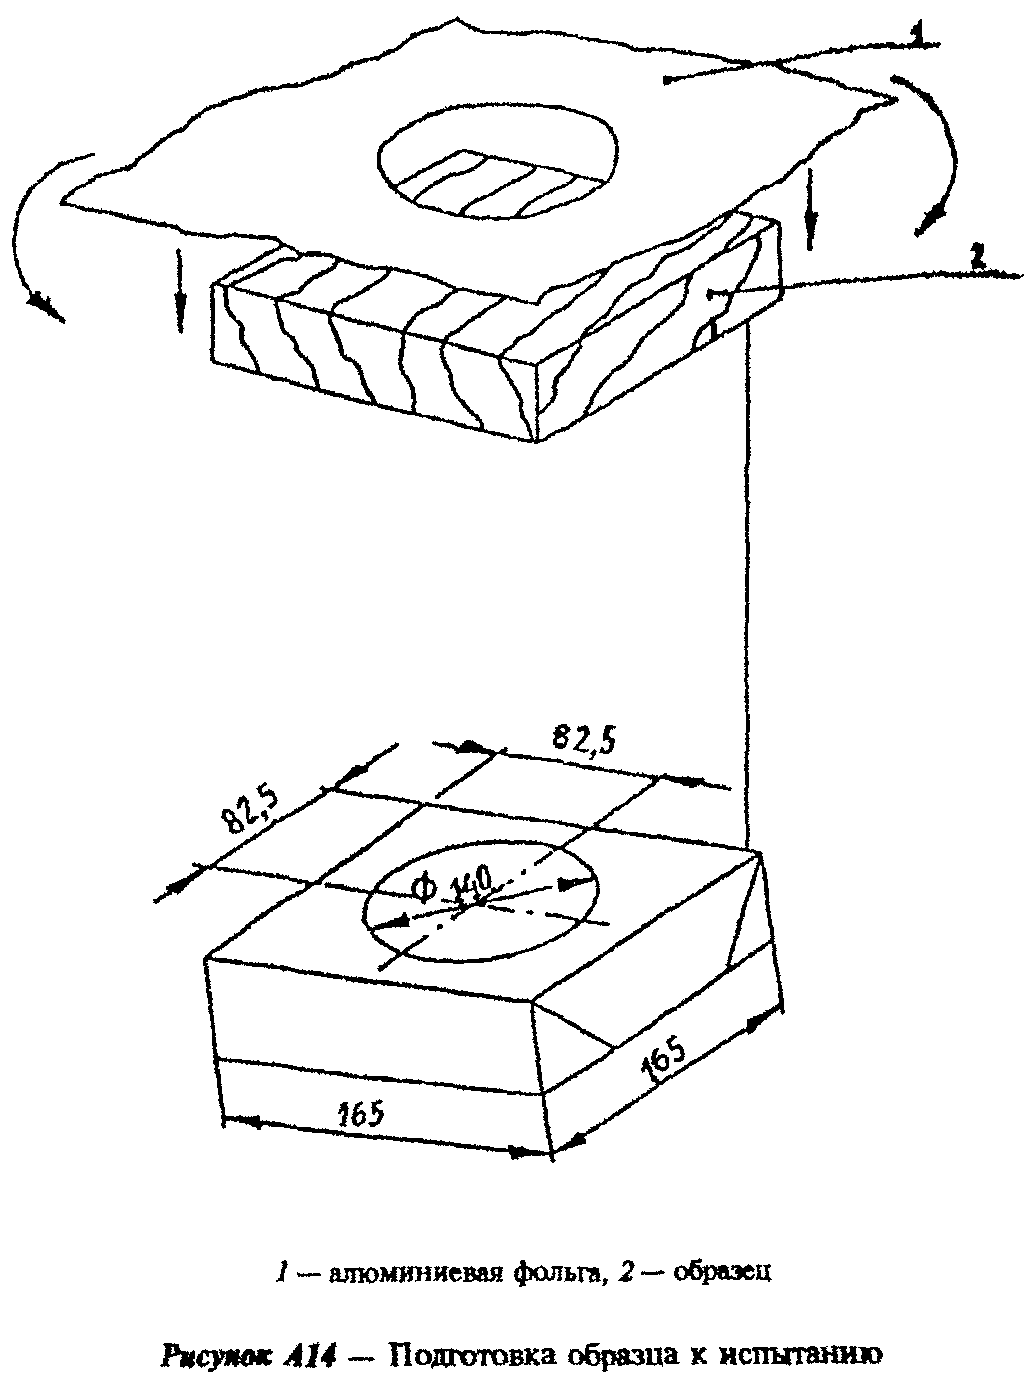 1
2
82,5
82,5
Ф 140
165
165
1 — алюминиевая фольга, 2 — образец
Рисунок А14 — Подготовка образца к испытанию